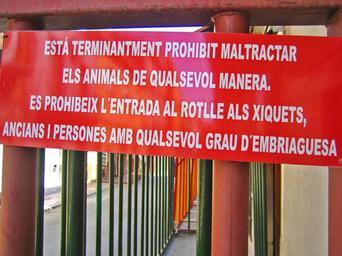 ESTÁ TERMINANTMENT PROHIBIT MALTRACTAR
ELS ANIMALS DE QUALSEVOL MANERA.
ES PROHIBEIX L´ENTRADA AL ROTLLE ALS XIQUETS,
ANCIANS I PERSONES AMB QUALSEVOL GRAU D´EMBRIAGUESA